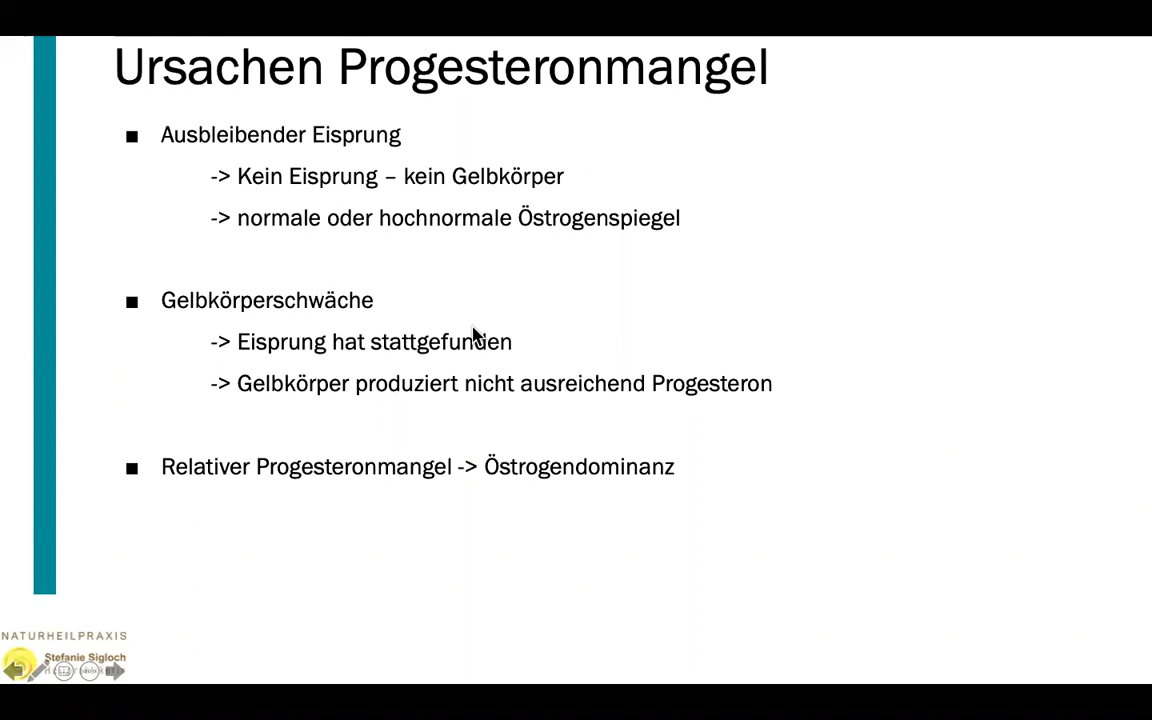 Ursachen Progesteronmangel
■ Ausbleibender Eisprung
-> Kein Eisprung – kein Gelbkörper
-> normale oder hochnormale Östrogenspiegel
■ Gelbkörperschwäche
-> Eisprung hat stattgefunden
-> Gelbkörper produziert nicht ausreichend Progesteron
■ Relativer Progesteronmangel -> Östrogendominanz
NATURHEILPRAXIS
Stefanie Sigloch